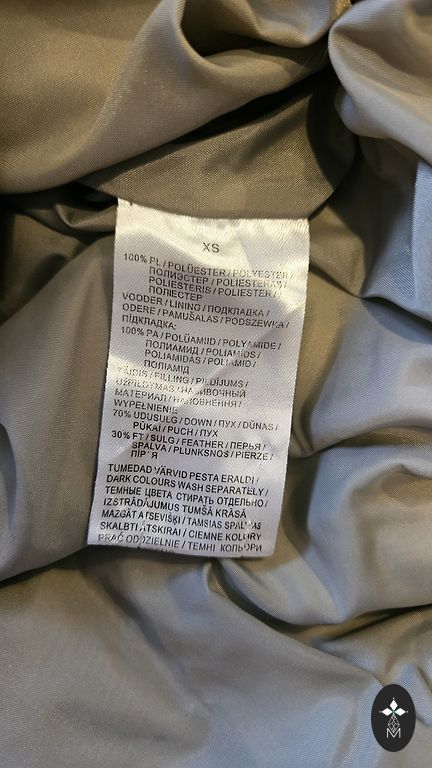 XS
100% PL / POLÜESTER / POLYESTER /
ПОЛИЭСТЕР / POLIESTERAS /
POLIESTERIS / POLIESTER /
ПОЛІЕСТЕР
VOODER / LINING / ПОДКЛАДКА /
ODERE / PAMUŠALAS / PODSZEWKA /
ПІДКЛАДКА:
100% PA / POLÜAMIID / POLYAMIDE /
ПОЛИАМИД / POLIAMIDS /
POLIAMIDAS / POLIAMID /
ПОЛІАМІД
TÄIDIS / FILLING / PILDĪJUMS /
UŽPILDYMAS / НАБИВОЧНЫЙ
МАТЕРИАЛ / НАПОВНЕННЯ /
WYPEŁNIENIE
70% UDUSULG / DOWN / ПУХ / DŪNAS /
PŪKAI / PUCH / ПУХ
30% FT / SULG / FEATHER / ПЕРЬЯ /
SPALVA / PLUNKSNOS / PIERZE /
ПІР`Я
TUMEDAD VÄRVID PESTA ERALDI /
DARK COLOURS WASH SEPARATELY /
ТЕМНЫЕ ЦВЕТА СТИРАТЬ ОТДЕЛЬНО /
IZSTRĀDĀJUMUS TUMŠĀ KRĀSĀ
MAZGĀT ATSEVIŠĶI / TAMSIAS SPALVAS
SKALBTI ATSKIRAI / CIEMNE KOLORY
PRAĆ ODDZIELNIE / ТЕМНІ КОЛЬОРИ
M